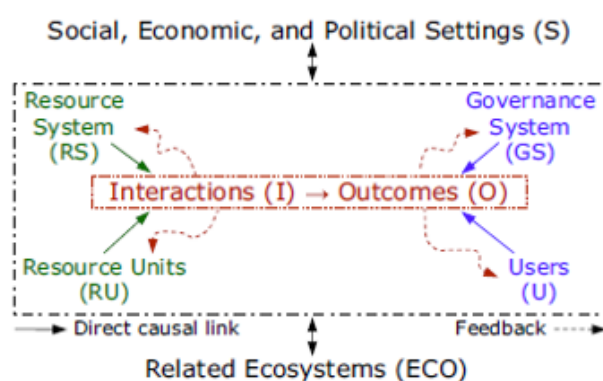 Social, Economic, and Political Settings (S)
Resource
System
(RS)
Governance
System
(GS)
Interactions (I) → Outcomes (O)
Resource Units
(RU)
Users
(U)
Direct causal link
Feedback
Related Ecosystems (ECO)